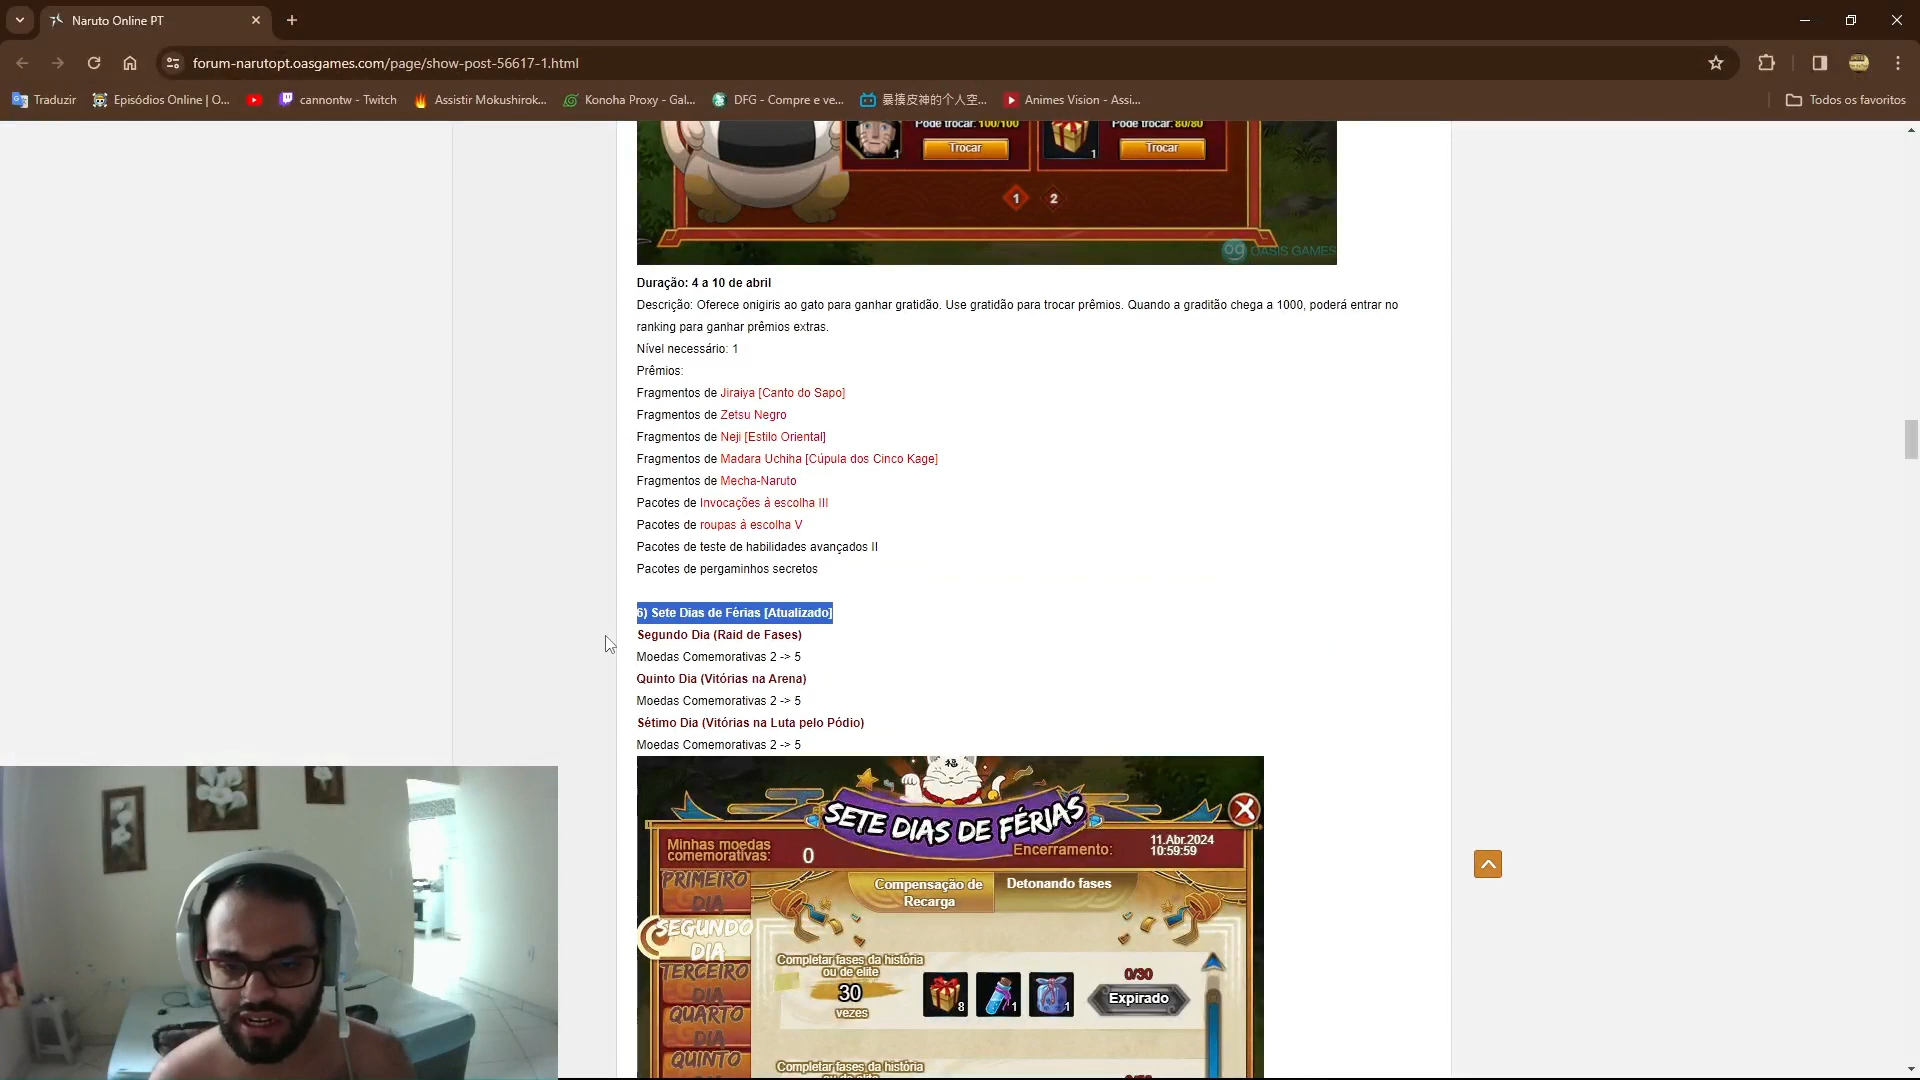 Naruto Online PT
forum-narutopt.oasgames.com/page/show-post-56617-1.html
Traduzir
Episódios Online | O...
cannontw - Twitch
Assistir Mokushirok...
Konoha Proxy - Gal...
DFG - Compre e ve...
Animes Vision - Assi...
Todos os favoritos
Pode trocar: 100/100
Pode trocar: 80/80
1
Trocar
1
Trocar
1 2
OASIS GAMES
Duração: 4 a 10 de abril
Descrição: Oferece onigiris ao gato para ganhar gratidão. Use gratidão para trocar prêmios. Quando a graditão chega a 1000, poderá entrar no
ranking para ganhar prêmios extras.
Nível necessário: 1
Prêmios:
Fragmentos de Jiraiya [Canto do Sapo]
Fragmentos de Zetsu Negro
Fragmentos de Neji [Estilo Oriental]
Fragmentos de Madara Uchiha [Cúpula dos Cinco Kage]
Fragmentos de Mecha-Naruto
Pacotes de Invocações à escolha III
Pacotes de roupas à escolha V
Pacotes de teste de habilidades avançados II
Pacotes de pergaminhos secretos
6) Sete Dias de Férias [Atualizado]
Segundo Dia (Raid de Fases)
Moedas Comemorativas 2 -> 5
Quinto Dia (Vitórias na Arena)
Moedas Comemorativas 2 -> 5
Sétimo Dia (Vitórias na Luta pelo Pódio)
Moedas Comemorativas 2 -> 5
福
SETE DIAS DE FÉRIAS
Minhas moedas
comemorativas: 0
Encerramento:
11.Abr.2024
10:59:59
PRIMEIRO
DIA
SEGUNDO
DIA
TERCEIRO
DIA
QUARTO
DIA
QUINTO
Compensação de
Recarga
Detonando fases
Completar fases da história
ou de elite
30
vezes
8
1
1
0/30
Expirado
Completar fases da história